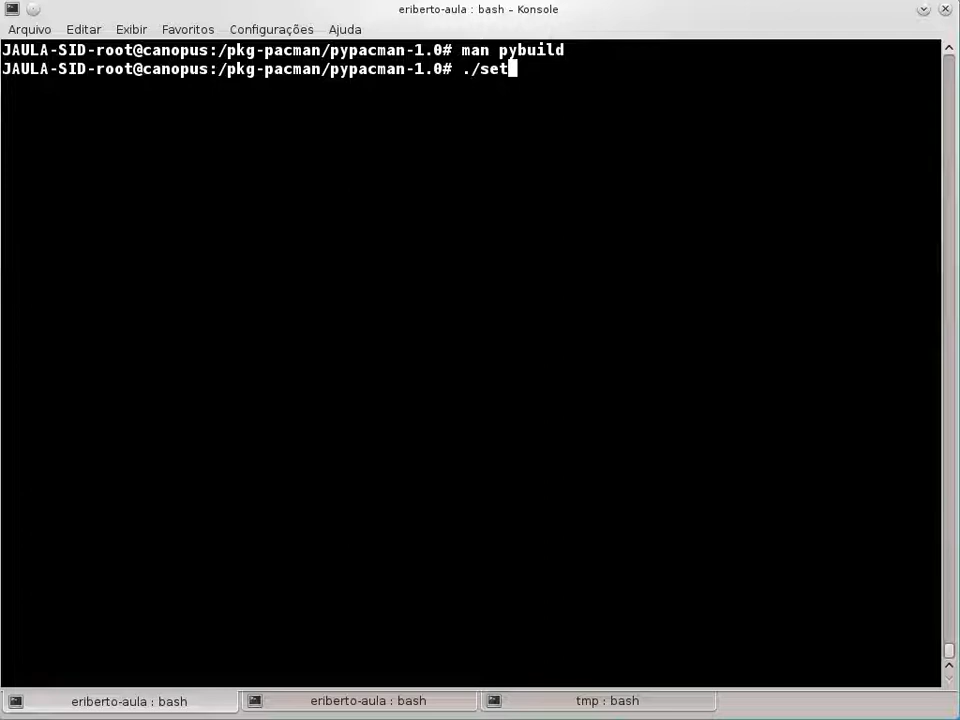 eriberto-aula : bash – Konsole
Arquivo Editar Exibir Favoritos Configurações Ajuda
JAULA-SID-root@canopus:/pkg-pacman/pypacman-1.0# man pybuild
JAULA-SID-root@canopus:/pkg-pacman/pypacman-1.0# ./set
eriberto-aula : bash eriberto-aula : bash tmp : bash